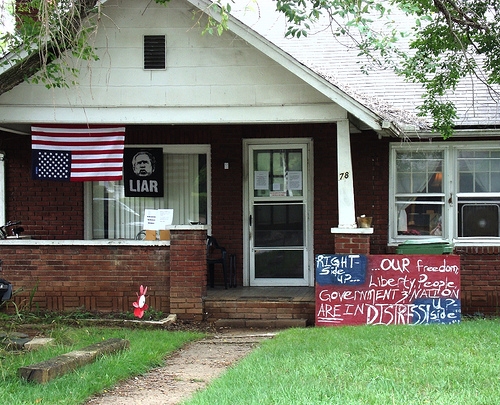 LIAR
78
RIGHT-
Side
UP...
...OUR freedom,
Liberty, People,
GovernMENT & NATION
ARE IN DISTRESS!
UP
side